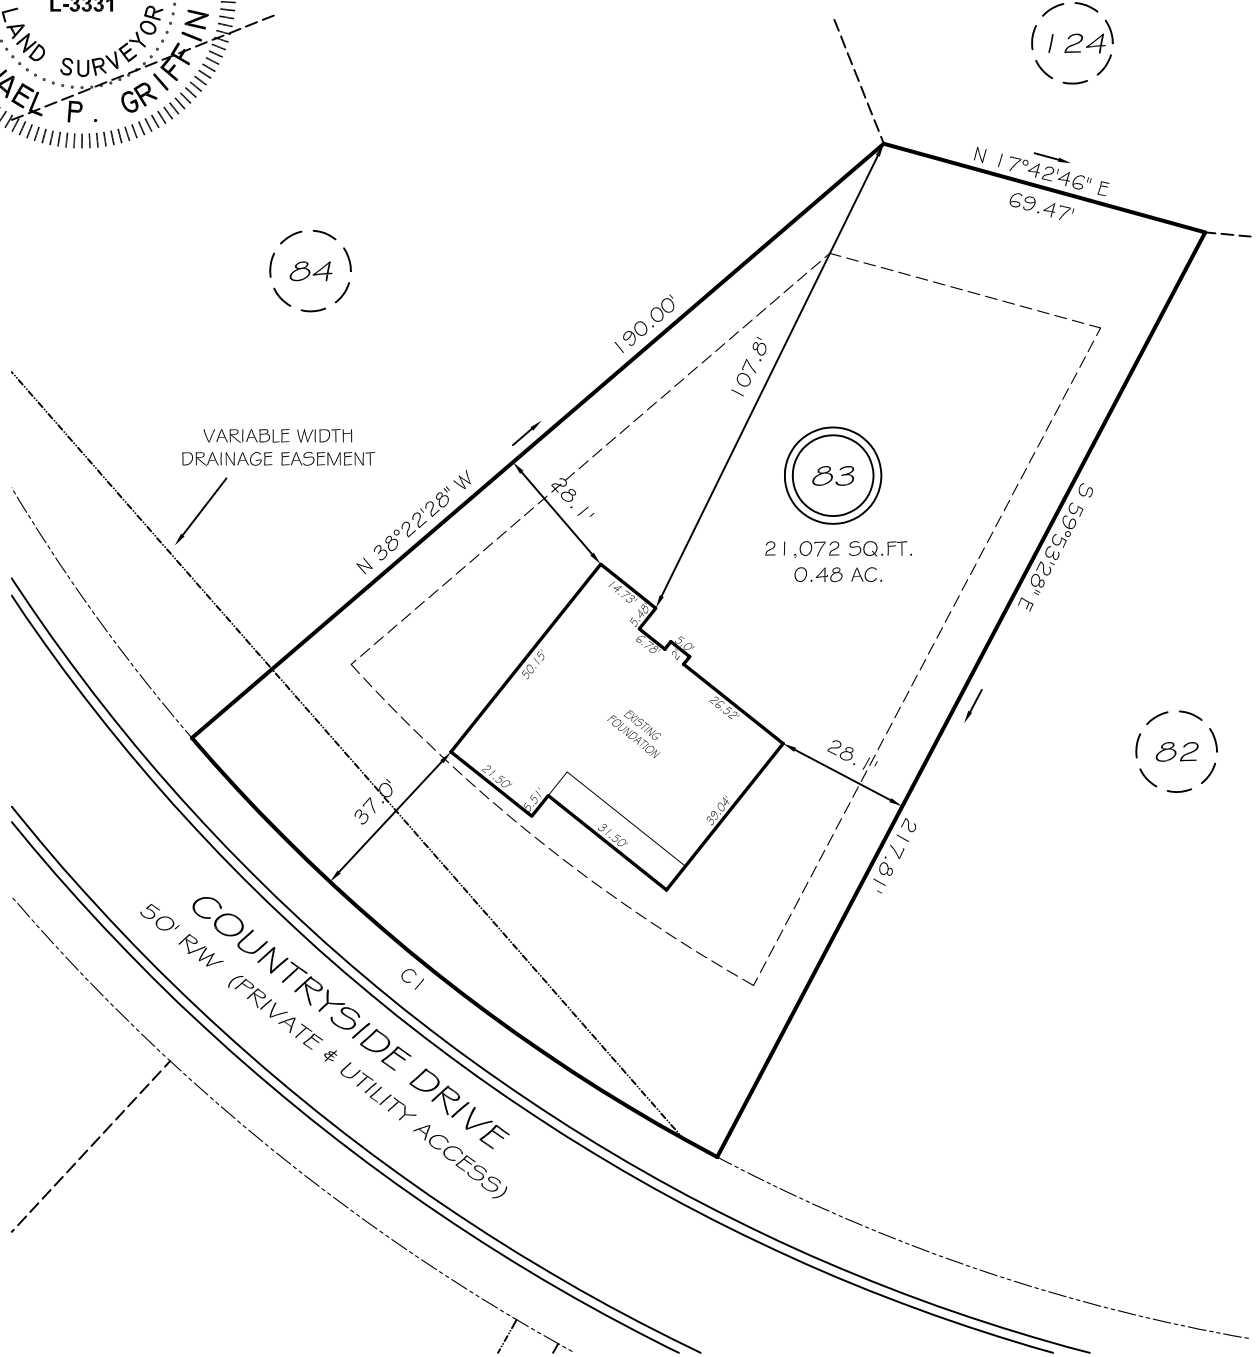 L-3331
LAND SURVEYOR
P. GRIFFIN
124
N 17°42'46" E
69.47'
84
190.00'
107.8'
VARIABLE WIDTH
DRAINAGE EASEMENT
N 38°22'28" W
48.1'
83
21,072 SQ.FT.
0.48 AC.
S 59°53'28" E
14.73'
5.48'
6.78'
5.0'
26.52'
50.15'
EXISTING
FOUNDATION
28.1'
82
21.50'
5.51'
31.50'
39.04'
37.0'
217.81'
C1
COUNTRYSIDE DRIVE
50' R/W (PRIVATE & UTILITY ACCESS)